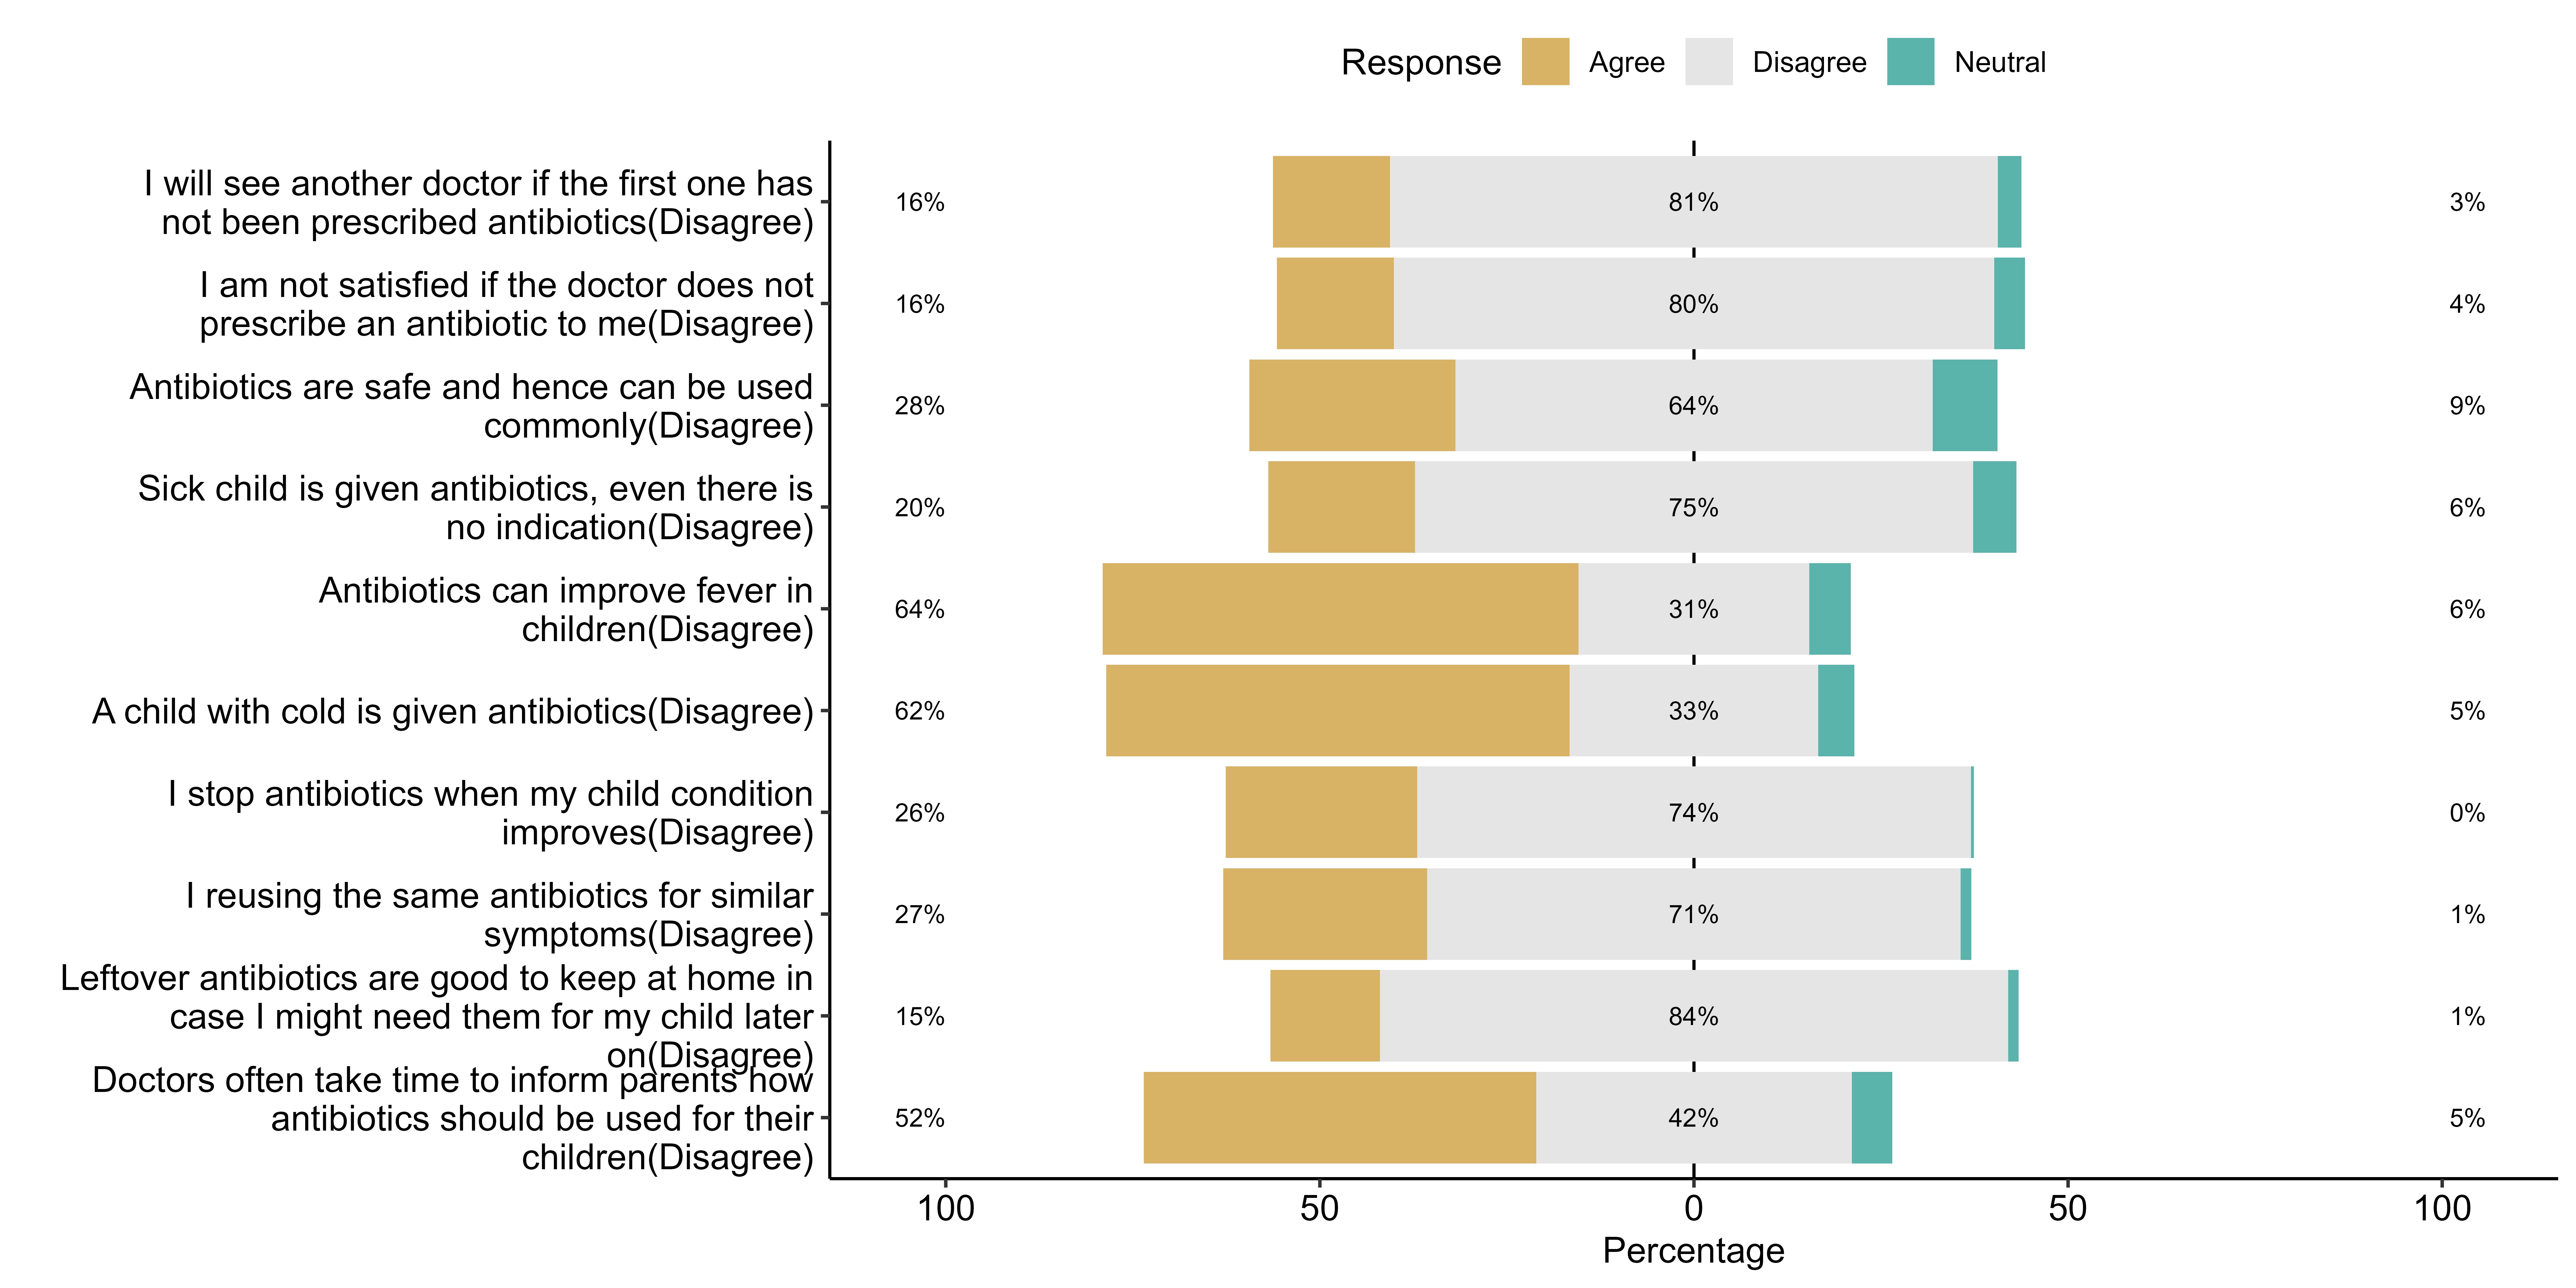 Response Agree Disagree Neutral
I will see another doctor if the first one has
not been prescribed antibiotics(Disagree)
16% 81% 3%
I am not satisfied if the doctor does not
prescribe an antibiotic to me(Disagree)
16% 80% 4%
Antibiotics are safe and hence can be used
commonly(Disagree)
28% 64% 9%
Sick child is given antibiotics, even there is
no indication(Disagree)
20% 75% 6%
Antibiotics can improve fever in
children(Disagree)
64% 31% 6%
A child with cold is given antibiotics(Disagree)
62% 33% 5%
I stop antibiotics when my child condition
improves(Disagree)
26% 74% 0%
I reusing the same antibiotics for similar
symptoms(Disagree)
27% 71% 1%
Leftover antibiotics are good to keep at home in
case I might need them for my child later
on(Disagree)
15% 84% 1%
Doctors often take time to inform parents how
antibiotics should be used for their
children(Disagree)
52% 42% 5%
100 50 0 50 100
Percentage